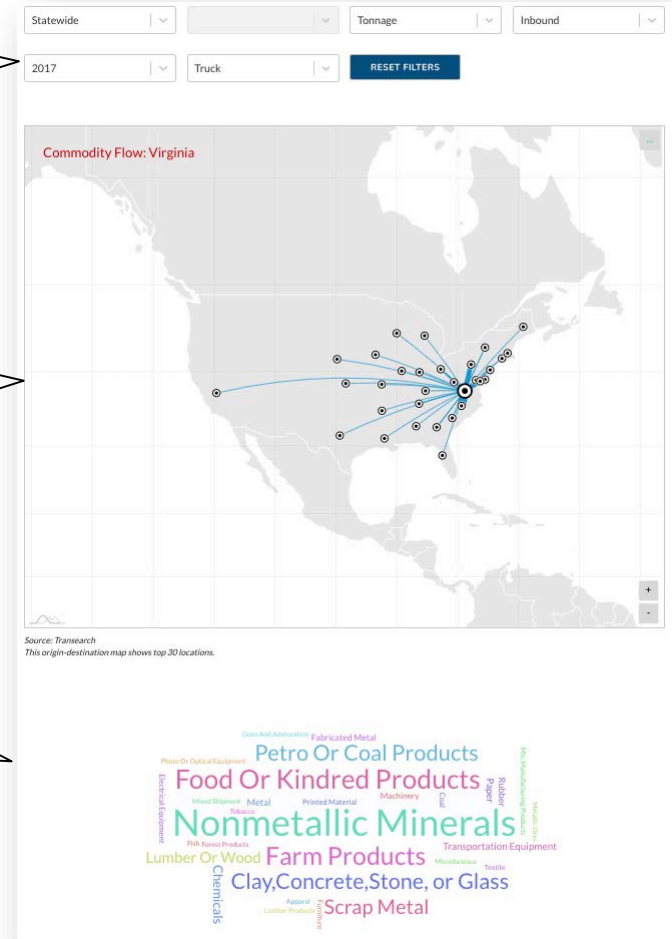 Statewide Tonnage Inbound
2017 Truck RESET FILTERS
Commodity Flow: Virginia
...
+
-
Source: Transearch
This origin-destination map shows top 30 locations.
Guns And Ammunition Fabricated Metal
Photo Or Optical Equipment Petro Or Coal Products
Electrical Equipment
Food Or Kindred Products
Paper
Rubber
Mis. Manufacturing Products
Mixed Shipment Metal Printed Material Machinery Coal
Tobacco
Metallic Ores
Nonmetallic Minerals
Fish Forest Products Transportation Equipment
Lumber Or Wood Farm Products Miscellaneous Textile
Chemicals
Clay,Concrete,Stone, or Glass
Apparel
Leather Products
Furniture
Scrap Metal